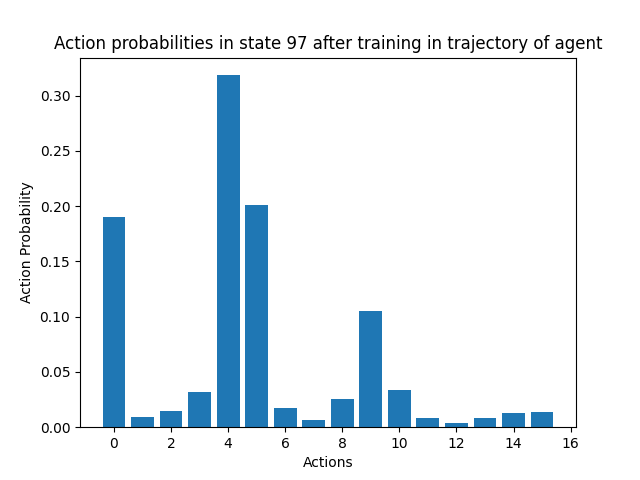 Action probabilities in state 97 after training in trajectory of agent
Action Probability
0.30
0.25
0.20
0.15
0.10
0.05
0.00
0 2 4 6 8 10 12 14 16
Actions